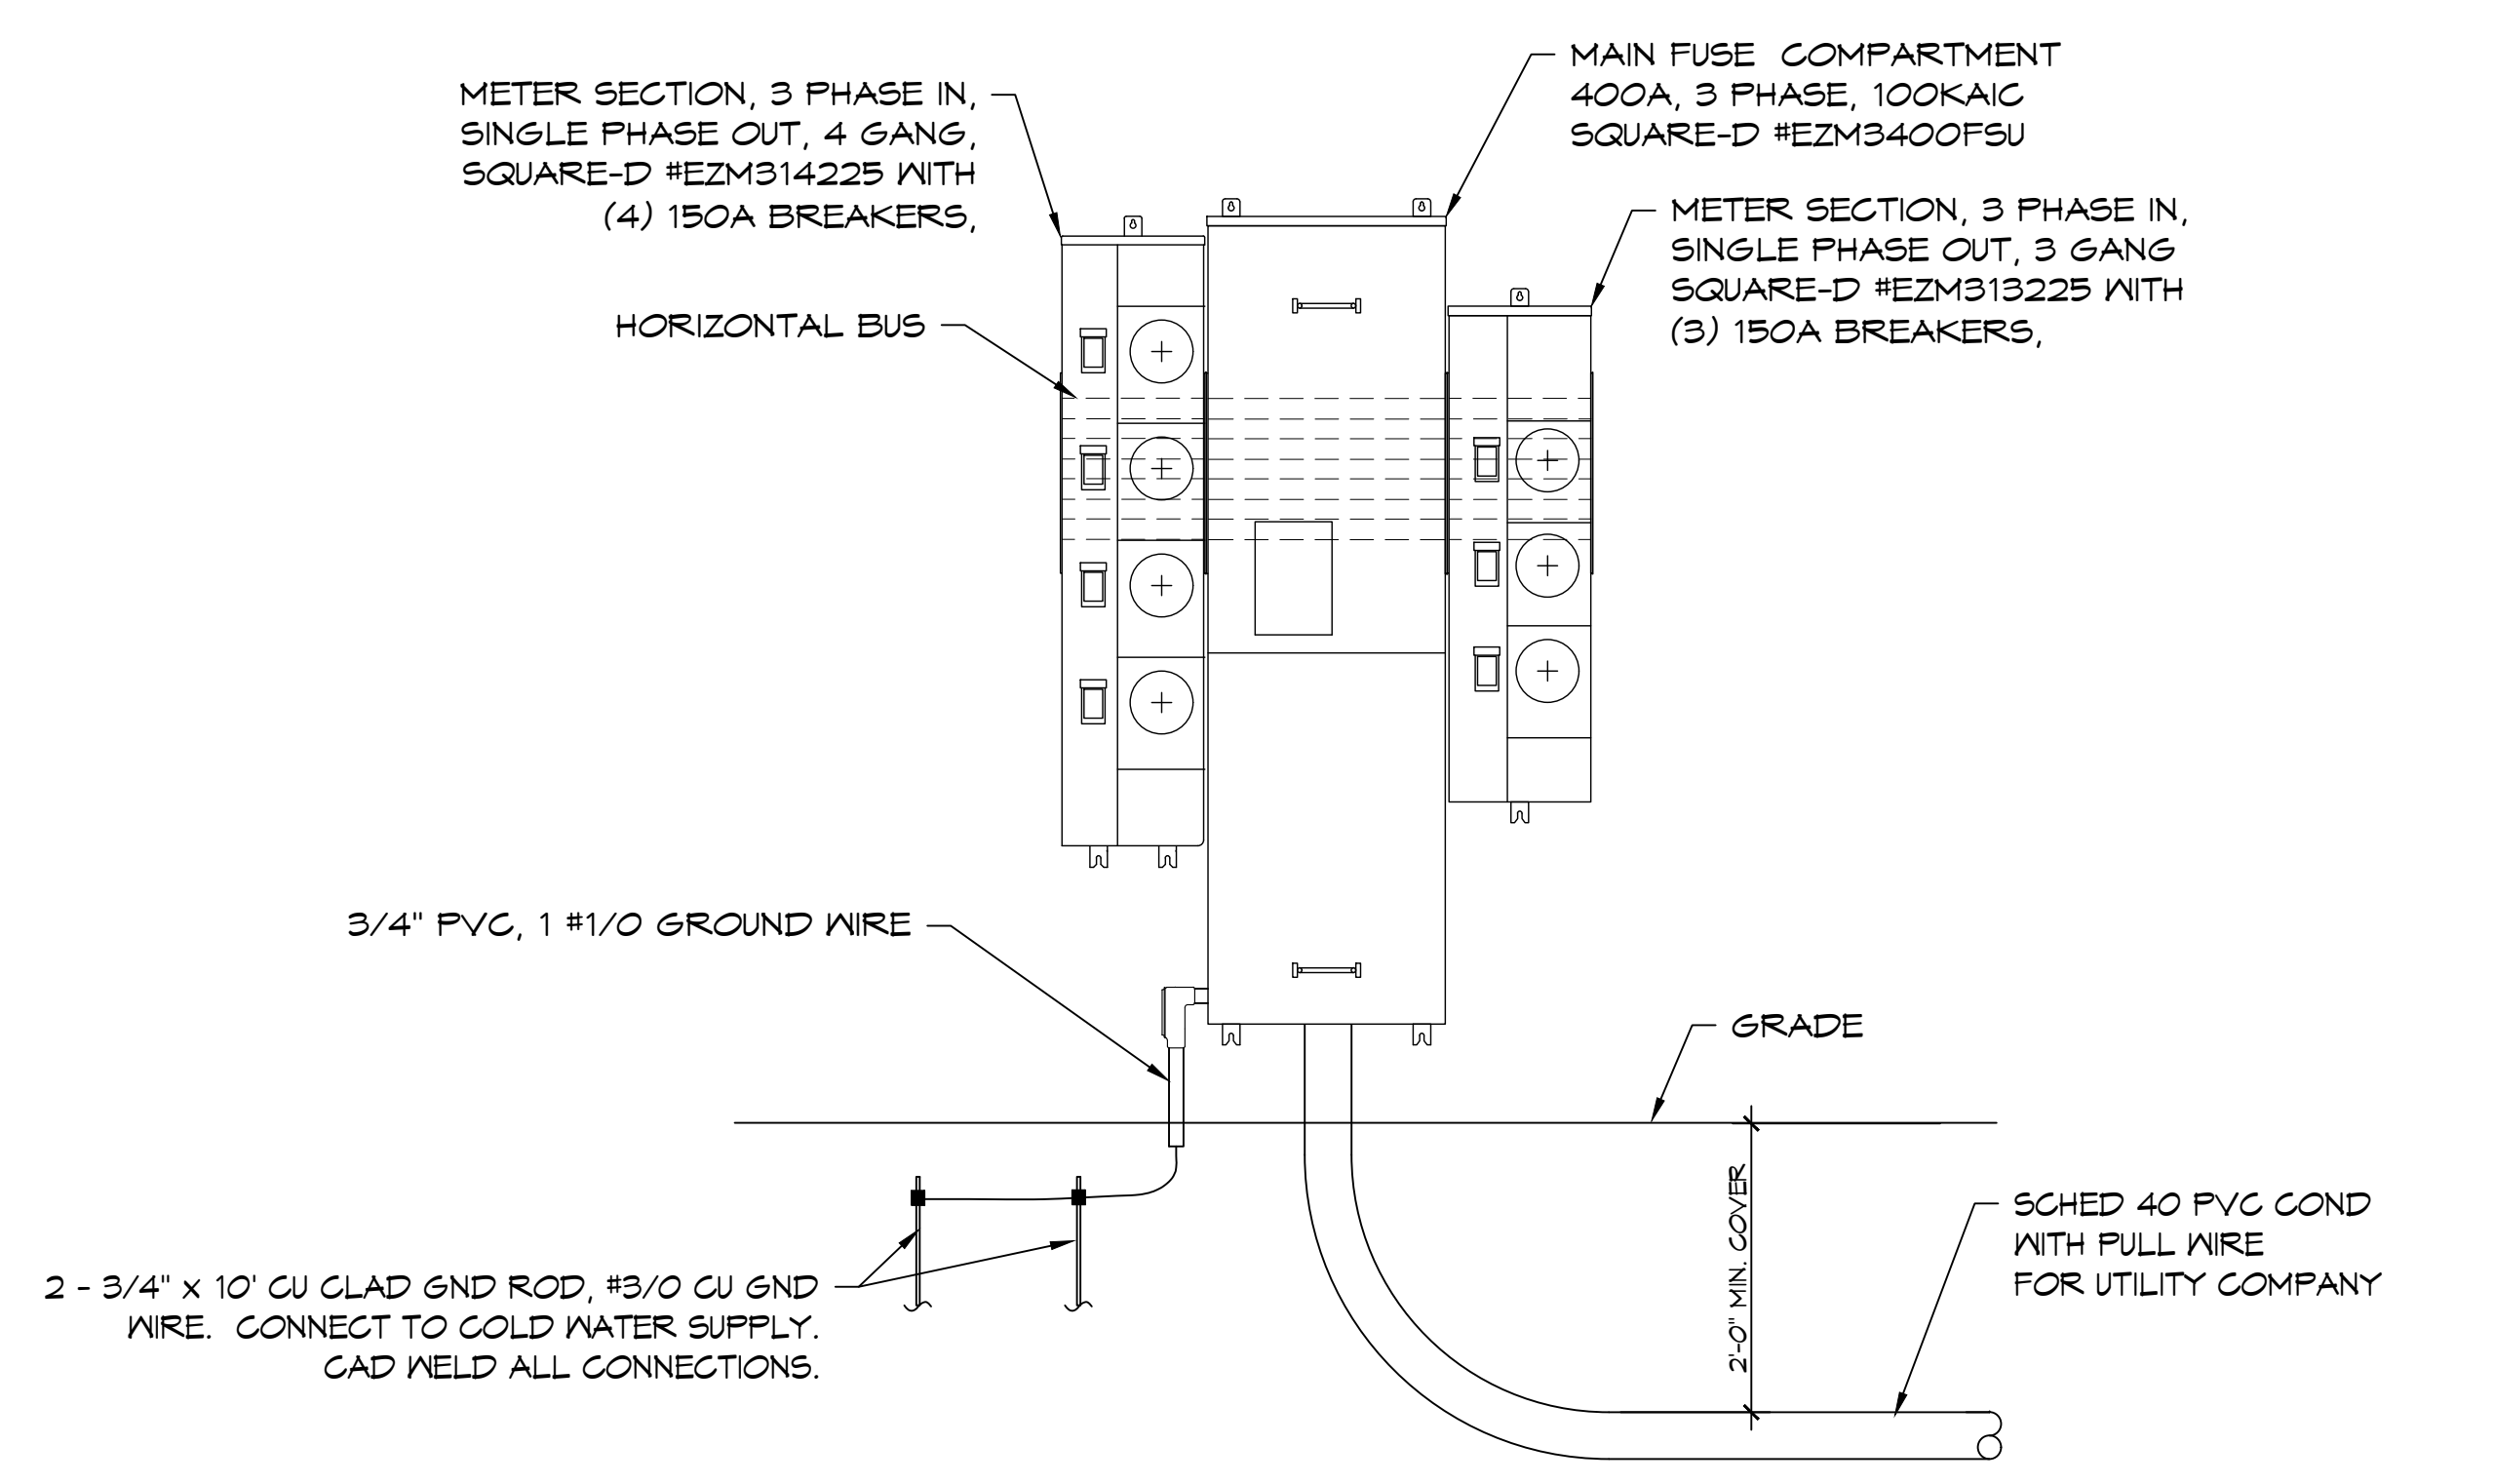 METER SECTION, 3 PHASE IN,
SINGLE PHASE OUT, 4 GANG,
SQUARE-D #EZM314225 WITH
(4) 150A BREAKERS,
MAIN FUSE COMPARTMENT
400A, 3 PHASE, 100KAIC
SQUARE-D #EZM3400FSU
METER SECTION, 3 PHASE IN,
SINGLE PHASE OUT, 3 GANG
SQUARE-D #EZM313225 WITH
(3) 150A BREAKERS,
HORIZONTAL BUS
3/4" PVC, 1 #1/0 GROUND WIRE
GRADE
2'-0" MIN. COVER
SCHED 40 PVC COND
WITH PULL WIRE
FOR UTILITY COMPANY
2 - 3/4" x 10' CU CLAD GND ROD, #3/0 CU GND
WIRE. CONNECT TO COLD WATER SUPPLY.
CAD WELD ALL CONNECTIONS.